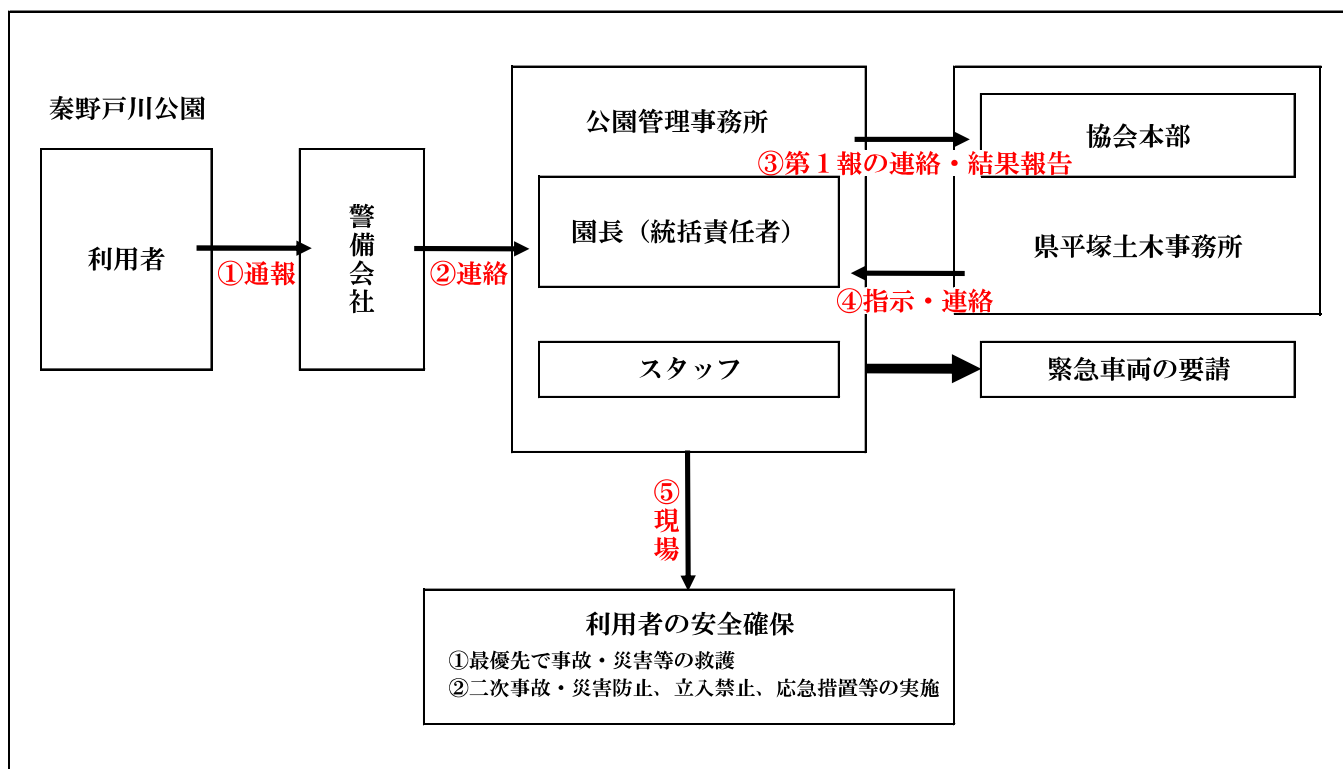 秦野戸川公園
利用者
①通報
警備会社
②連絡
公園管理事務所
園長（統括責任者）
スタッフ
③第１報の連絡・結果報告
協会本部
県平塚土木事務所
④指示・連絡
緊急車両の要請
⑤現場
利用者の安全確保
①最優先で事故・災害等の救護
②二次事故・災害防止、立入禁止、応急措置等の実施